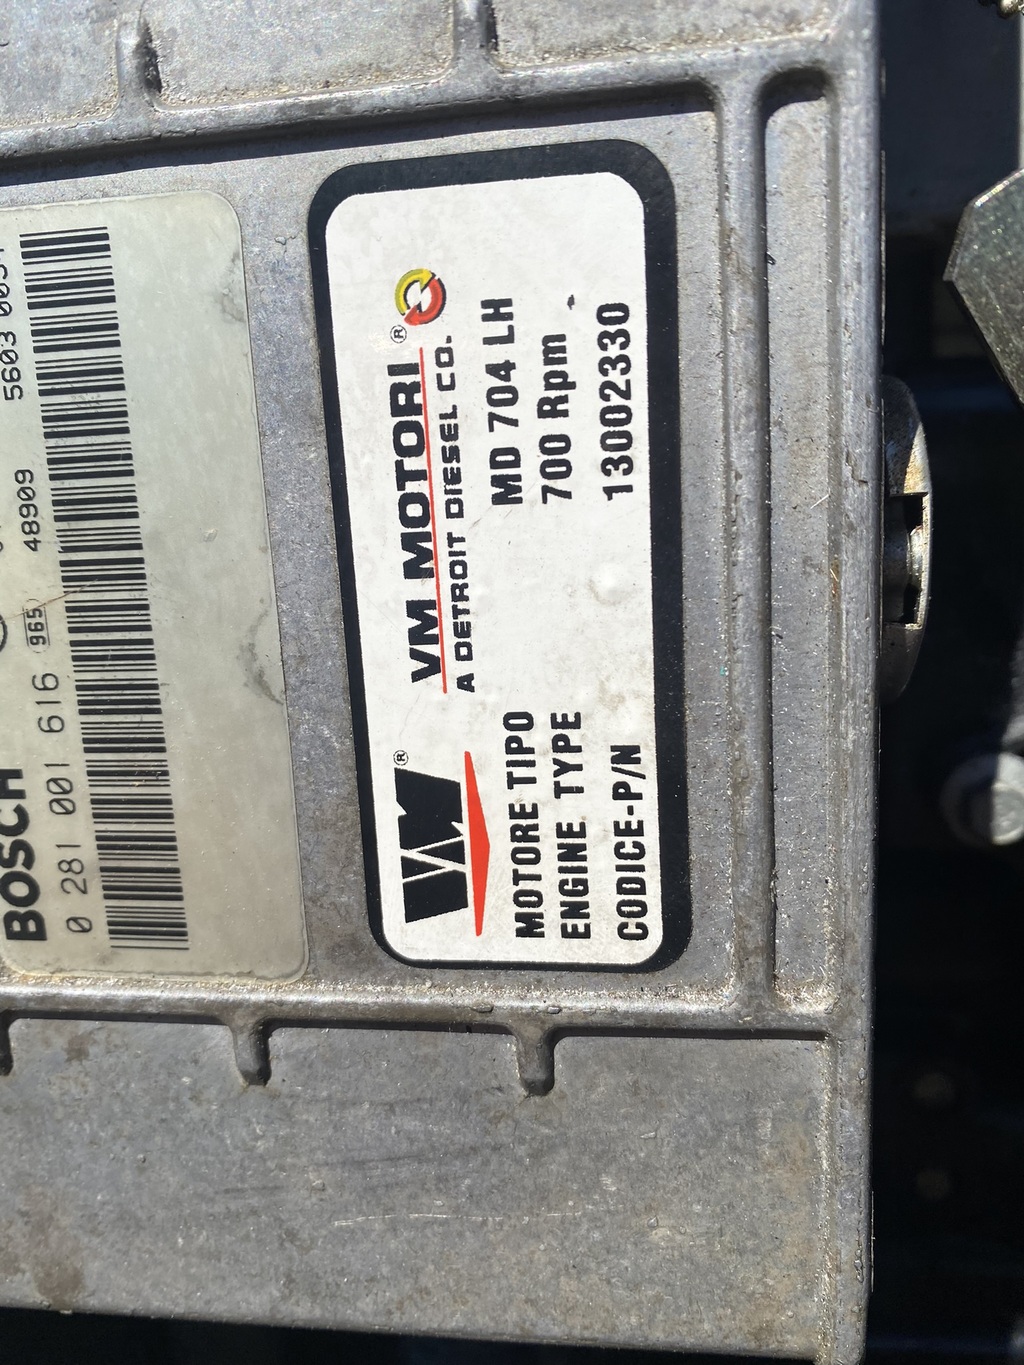 BOSCH
0 281 001 616
965
48909
5603
VM
®
VM MOTORI®
A DETROIT DIESEL CO.
MOTORE TIPO MD 704 LH
ENGINE TYPE 700 Rpm
CODICE-P/N 13002330